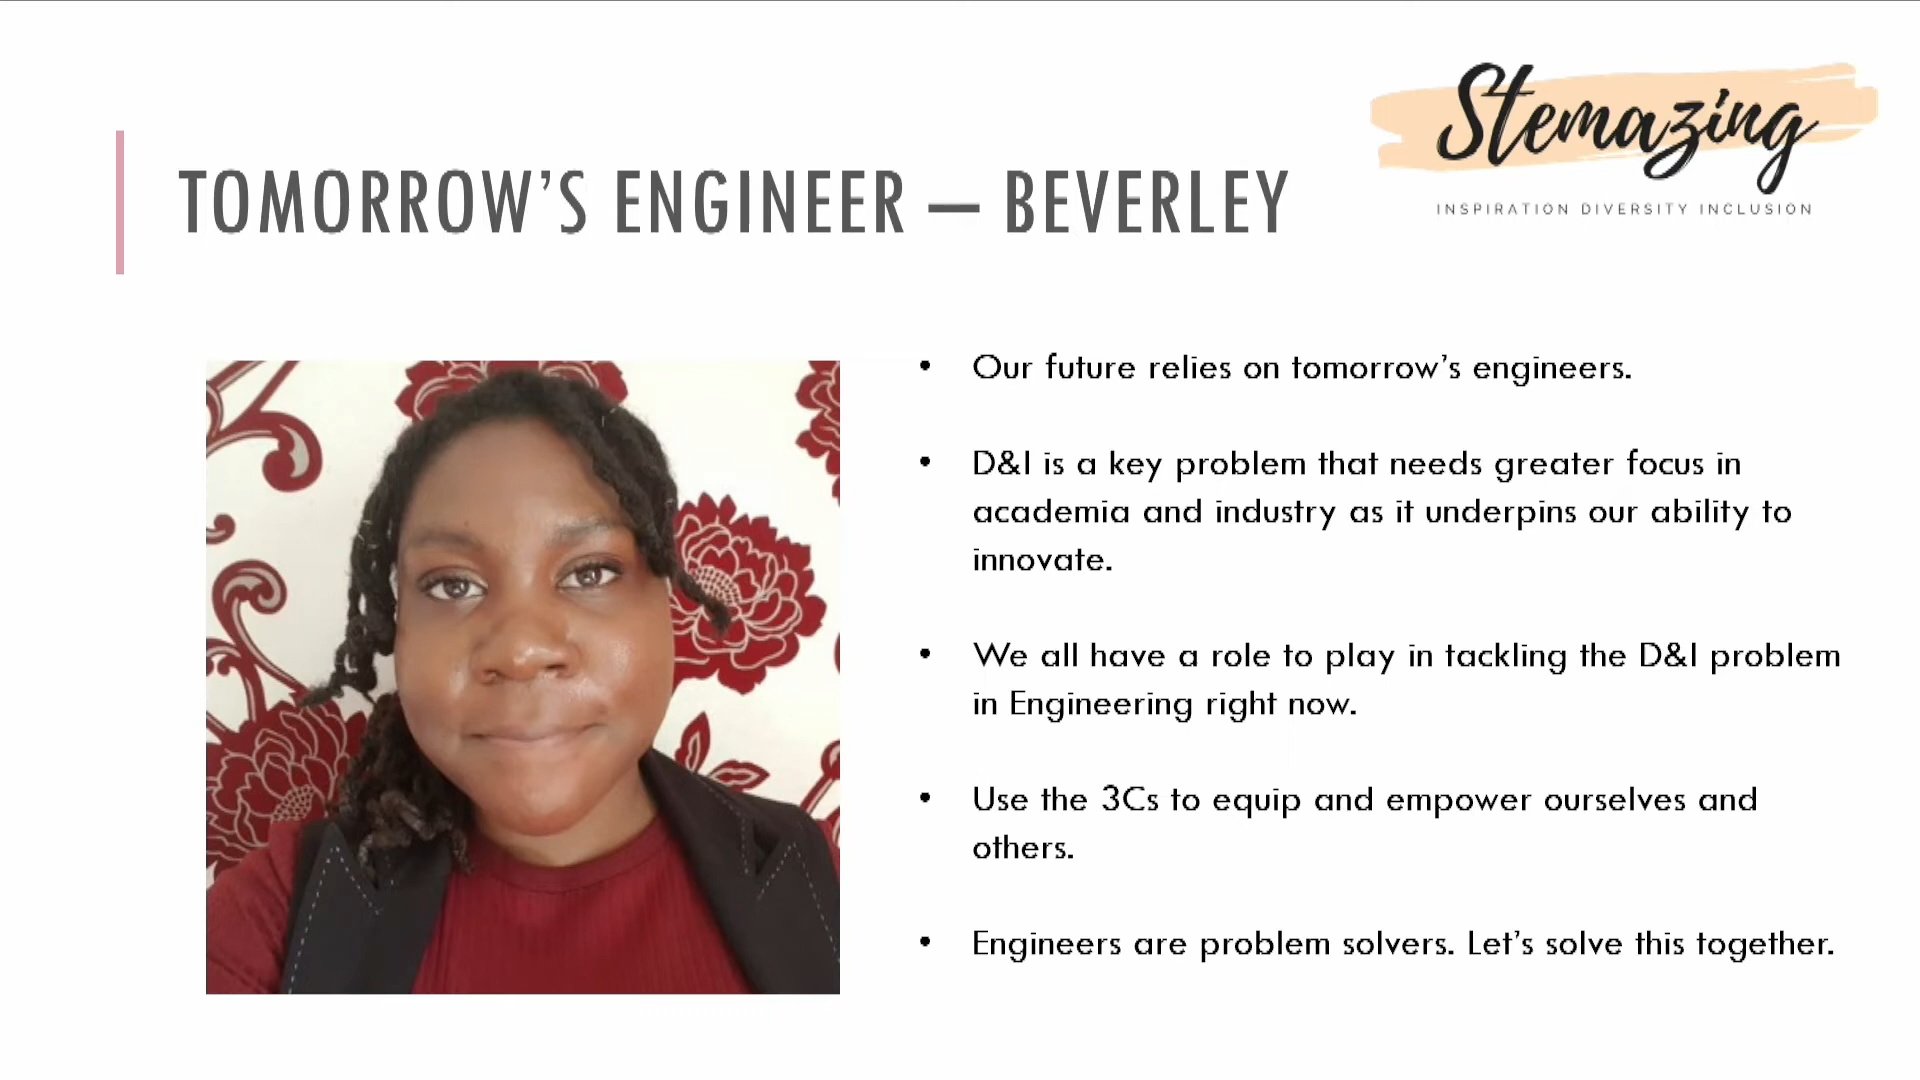 Stemazing
INSPIRATION DIVERSITY INCLUSION
TOMORROW’S ENGINEER – BEVERLEY
• Our future relies on tomorrow’s engineers.
• D&I is a key problem that needs greater focus in
academia and industry as it underpins our ability to
innovate.
• We all have a role to play in tackling the D&I problem
in Engineering right now.
• Use the 3Cs to equip and empower ourselves and
others.
• Engineers are problem solvers. Let’s solve this together.